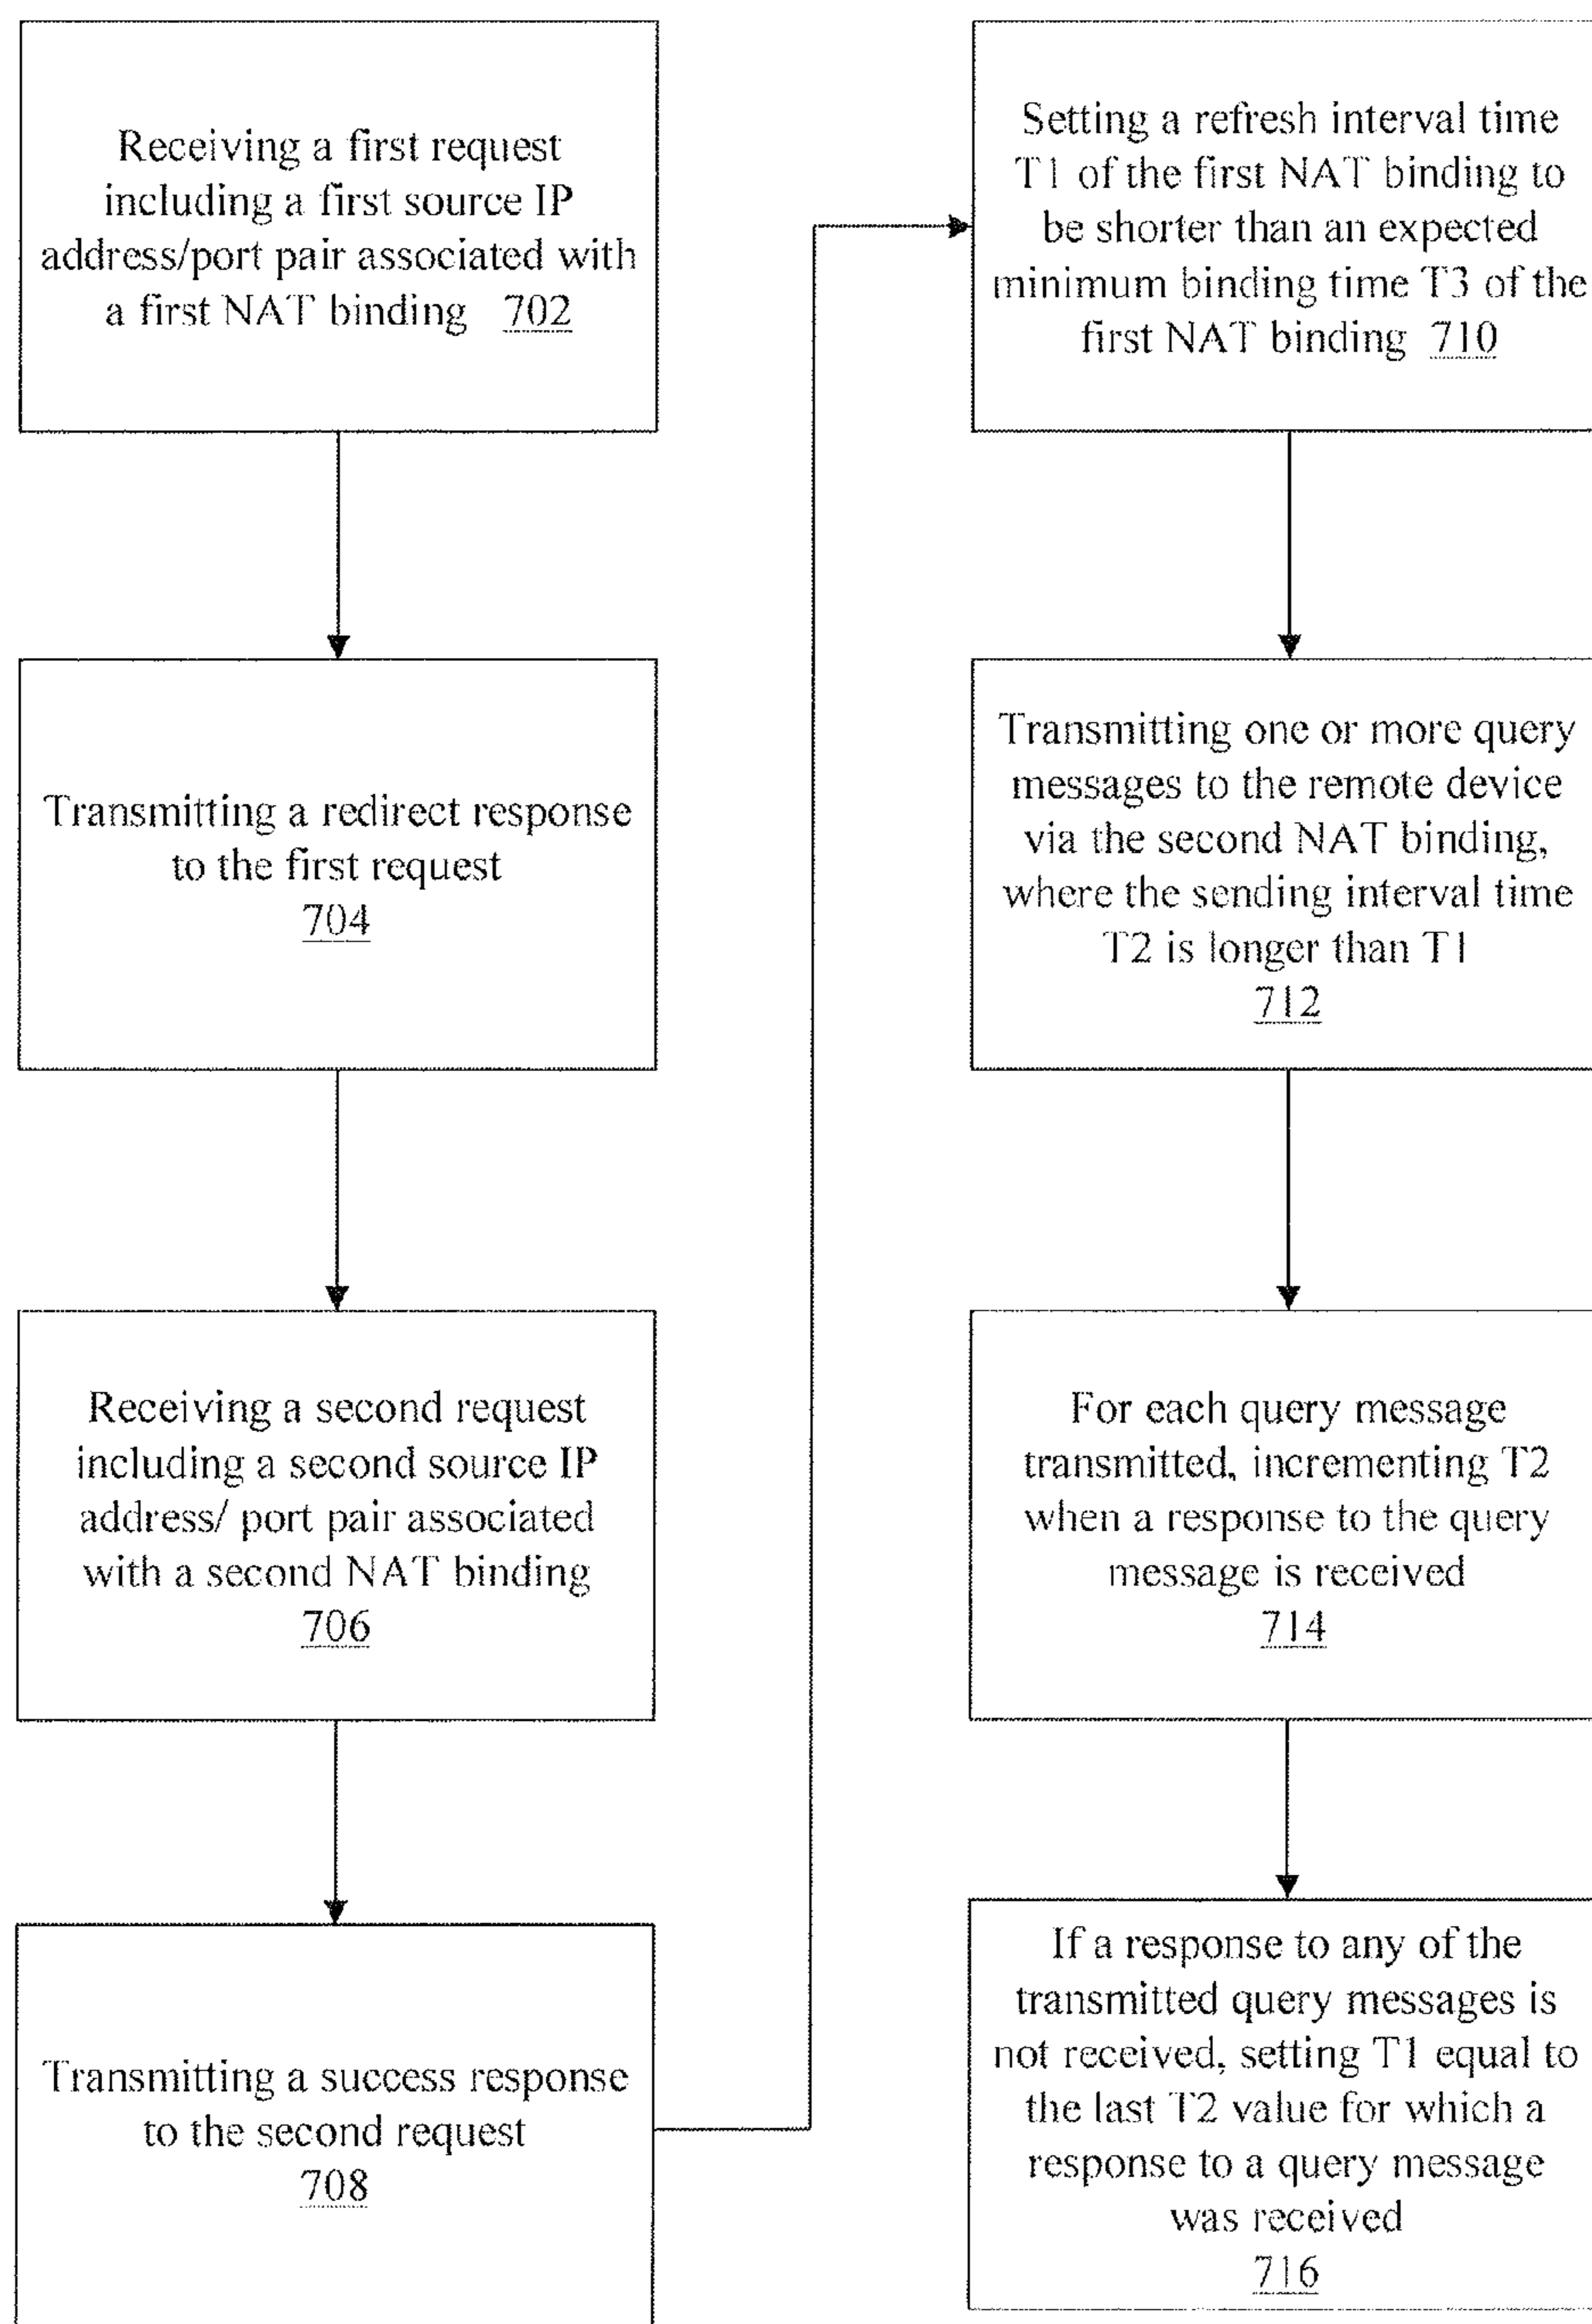 Receiving a first request
including a first source IP
address/port pair associated with
a first NAT binding 702
Transmitting a redirect response
to the first request
704
Receiving a second request
including a second source IP
address/ port pair associated
with a second NAT binding
706
Transmitting a success response
to the second request
708
Setting a refresh interval time
T1 of the first NAT binding to
be shorter than an expected
minimum binding time T3 of the
first NAT binding 710
Transmitting one or more query
messages to the remote device
via the second NAT binding,
where the sending interval time
T2 is longer than T1
712
For each query message
transmitted, incrementing T2
when a response to the query
message is received
714
If a response to any of the
transmitted query messages is
not received, setting T1 equal to
the last T2 value for which a
response to a query message
was received
716